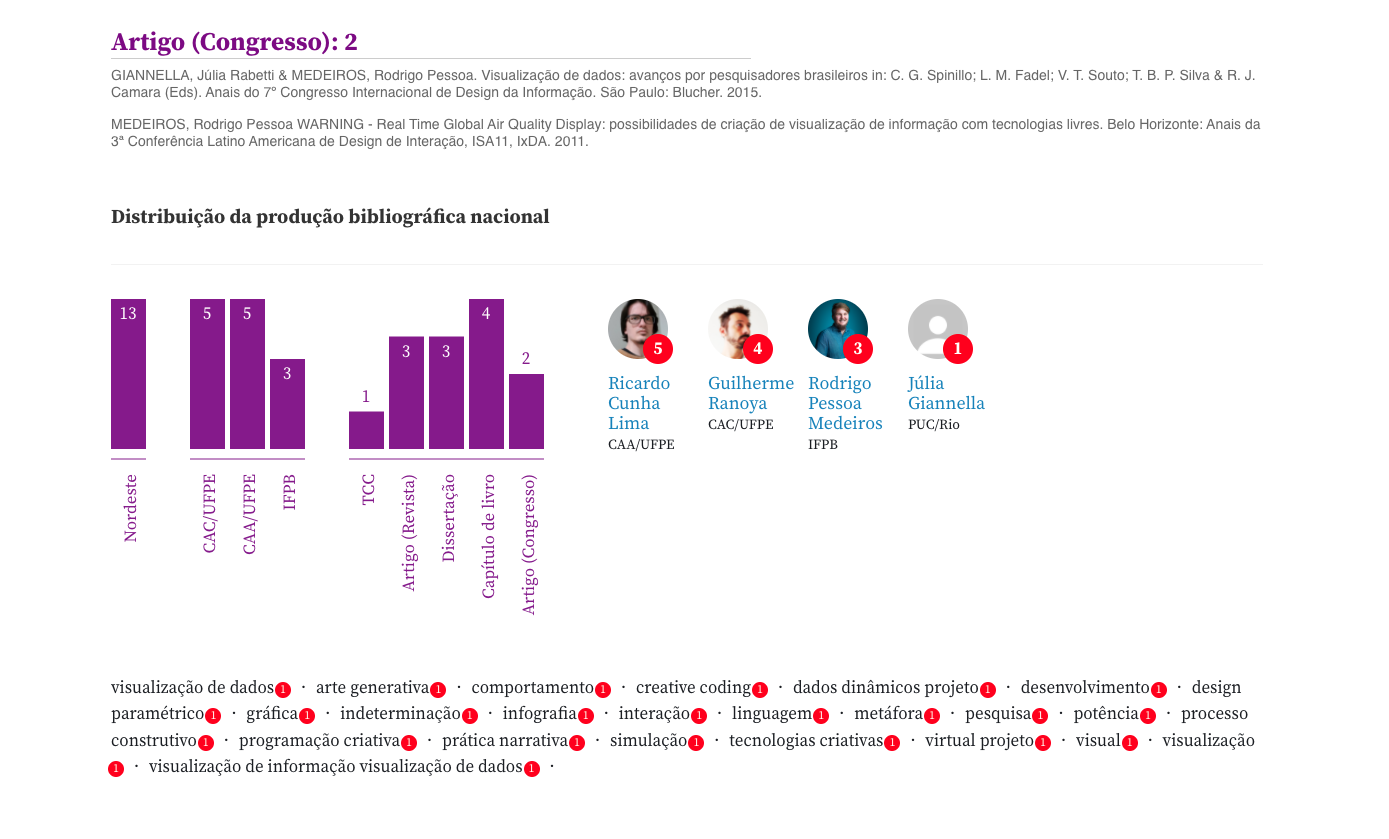 Artigo (Congresso): 2
GIANNELLA, Júlia Rabetti & MEDEIROS, Rodrigo Pessoa. Visualização de dados: avanços por pesquisadores brasileiros in: C. G. Spinillo; L. M. Fadel; V. T. Souto; T. B. P. Silva & R. J.
Camara (Eds). Anais do 7º Congresso Internacional de Design da Informação. São Paulo: Blucher. 2015.
MEDEIROS, Rodrigo Pessoa WARNING - Real Time Global Air Quality Display: possibilidades de criação de visualização de informação com tecnologias livres. Belo Horizonte: Anais da
3ª Conferência Latino Americana de Design de Interação, ISA11, IxDA. 2011.
Distribuição da produção bibliográfica nacional
13
Nordeste
5
5
3
CAC/UFPE
CAA/UFPE
IFPB
1
3
3
4
2
TCC
Artigo (Revista)
Dissertação
Capítulo de livro
Artigo (Congresso)
5
Ricardo
Cunha
Lima
CAA/UFPE
4
Guilherme
Ranoya
CAC/UFPE
3
Rodrigo
Pessoa
Medeiros
IFPB
1
Júlia
Giannella
PUC/Rio
visualização de dados 1 · arte generativa 1 · comportamento 1 · creative coding 1 · dados dinâmicos projeto 1 · desenvolvimento 1 · design
paramétrico 1 · gráfica 1 · indeterminação 1 · infografia 1 · interação 1 · linguagem 1 · metáfora 1 · pesquisa 1 · potência 1 · processo
construtivo 1 · programação criativa 1 · prática narrativa 1 · simulação 1 · tecnologias criativas 1 · virtual projeto 1 · visual 1 · visualização
1 · visualização de informação visualização de dados 1 ·